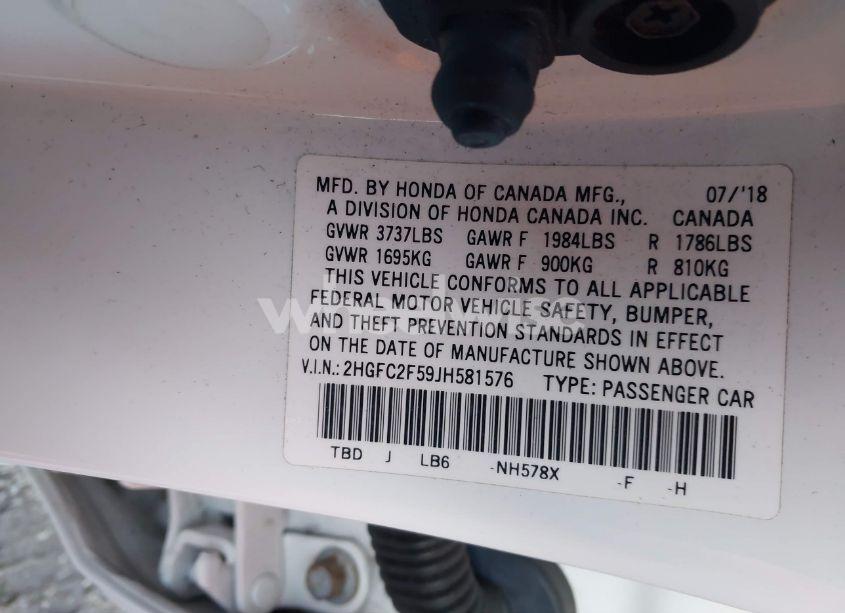 MFD. BY HONDA OF CANADA MFG., 07/'18
A DIVISION OF HONDA CANADA INC. CANADA
GVWR 3737LBS GAWR F 1984LBS R 1786LBS
GVWR 1695KG GAWR F 900KG R 810KG
THIS VEHICLE CONFORMS TO ALL APPLICABLE
FEDERAL MOTOR VEHICLE SAFETY, BUMPER,
AND THEFT PREVENTION STANDARDS IN EFFECT
ON THE DATE OF MANUFACTURE SHOWN ABOVE.
V.I.N.: 2HGFC2F59JH581576 TYPE: PASSENGER CAR
TBD J LB6 -NH578X -F -H